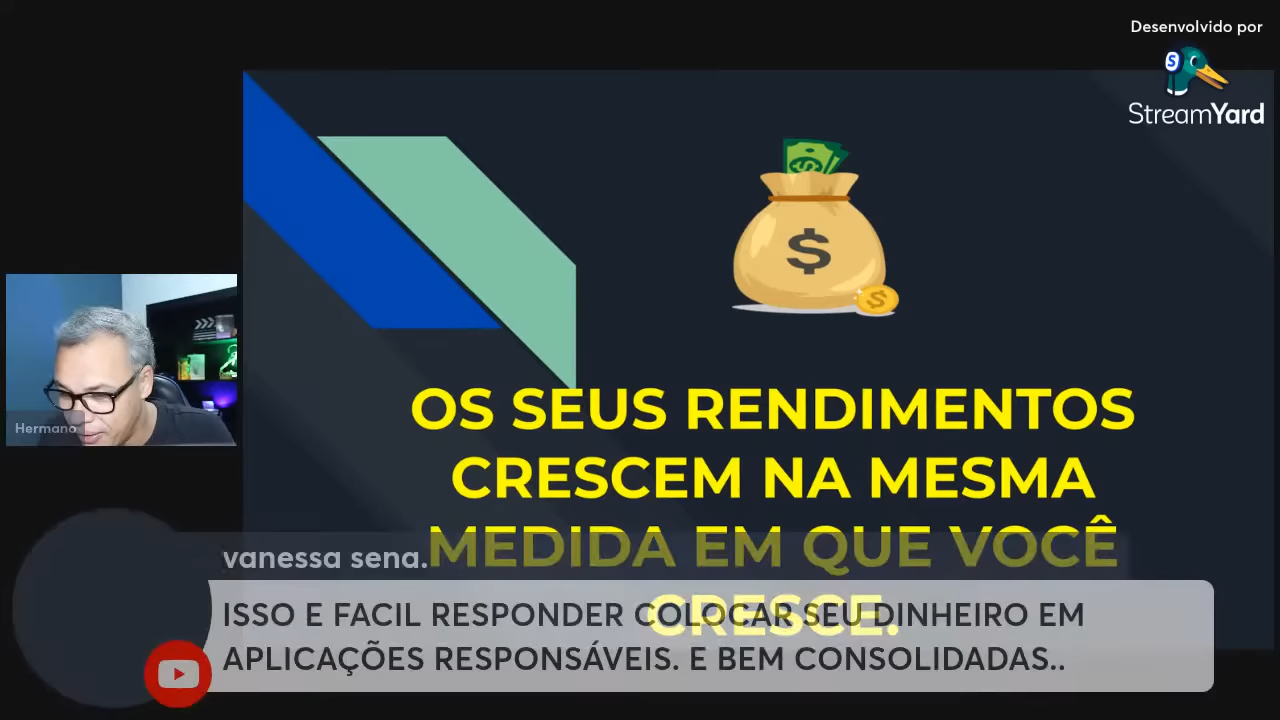 Desenvolvido por
StreamYard
$
$
OS SEUS RENDIMENTOS
CRESCEM NA MESMA
MEDIDA EM QUE VOCÊ
CRESCE.
Hermano
vanessa sena.
ISSO E FACIL RESPONDER COLOCAR SEU DINHEIRO EM
APLICAÇÕES RESPONSÁVEIS. E BEM CONSOLIDADAS..